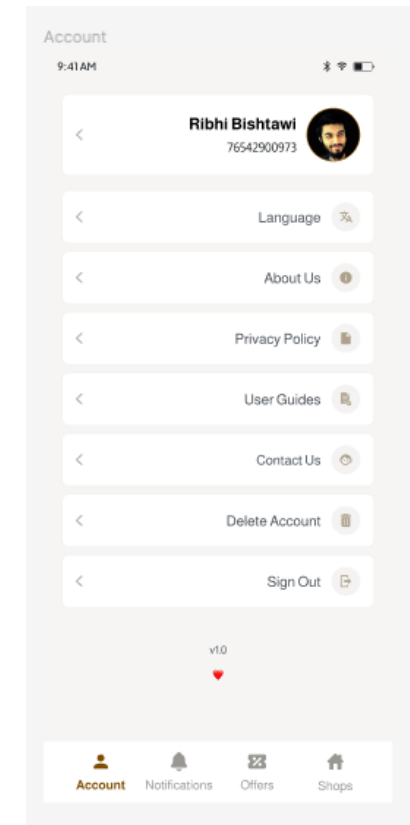 Account
9:41 AM
Ribhi Bishtawi
76542900973
Language
About Us
Privacy Policy
User Guides
Contact Us
Delete Account
Sign Out
v1.0
Account Notifications Offers Shops